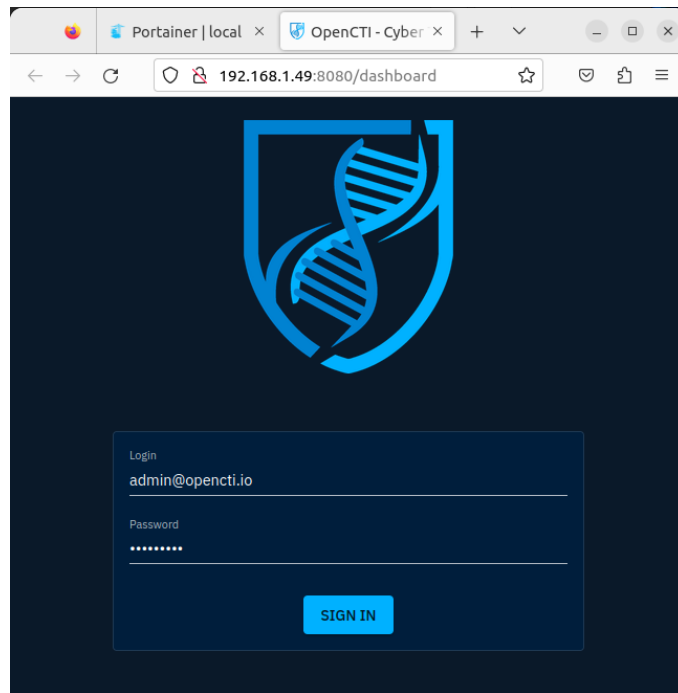 Portainer | local
OpenCTI - Cyber
192.168.1.49:8080/dashboard
Login
admin@opencti.io
Password
•••••••••
SIGN IN